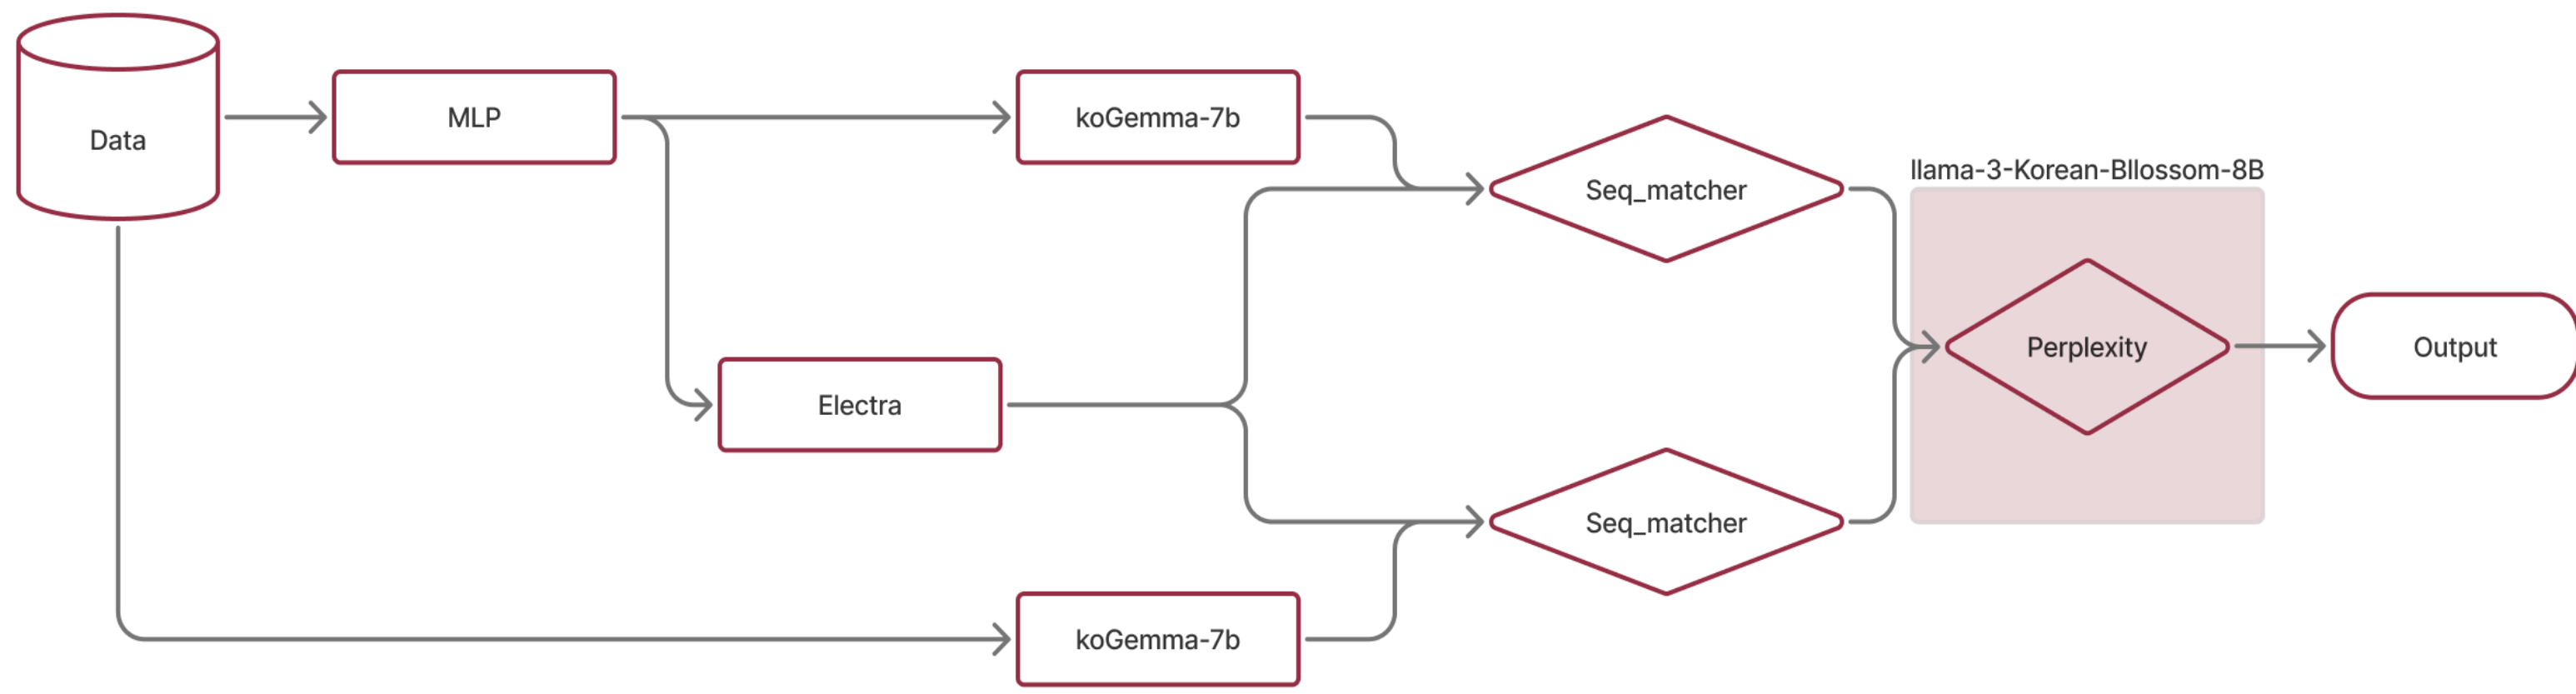 Data
MLP
koGemma-7b
Seq_matcher
llama-3-Korean-Bllossom-8B
Perplexity
Output
Electra
Seq_matcher
koGemma-7b